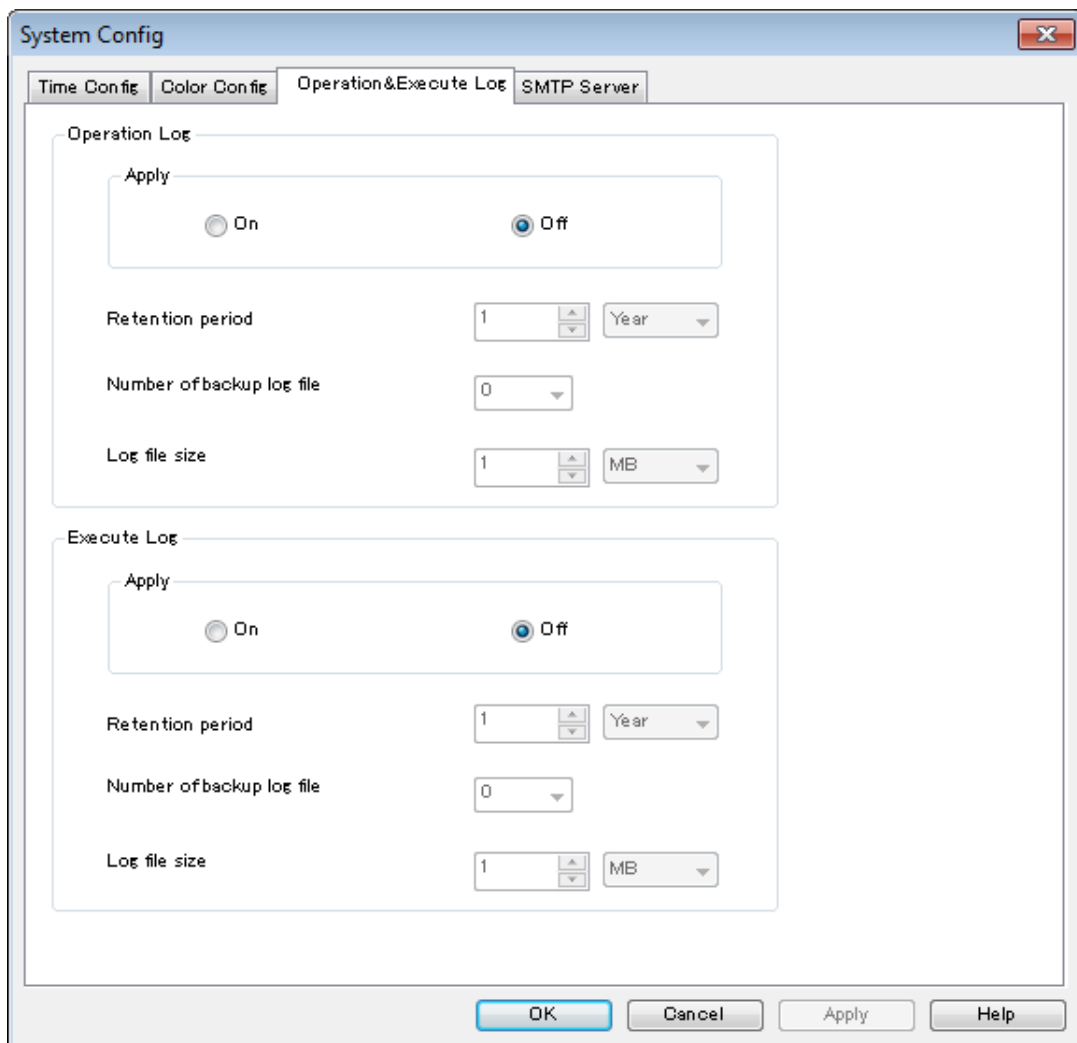 System Config
Time Config Color Config Operation&Execute Log SMTP Server
Operation Log
Apply
On Off
Retention period 1 Year
Number of backup log file 0
Log file size 1 MB
Execute Log
Apply
On Off
Retention period 1 Year
Number of backup log file 0
Log file size 1 MB
OK Cancel Apply Help